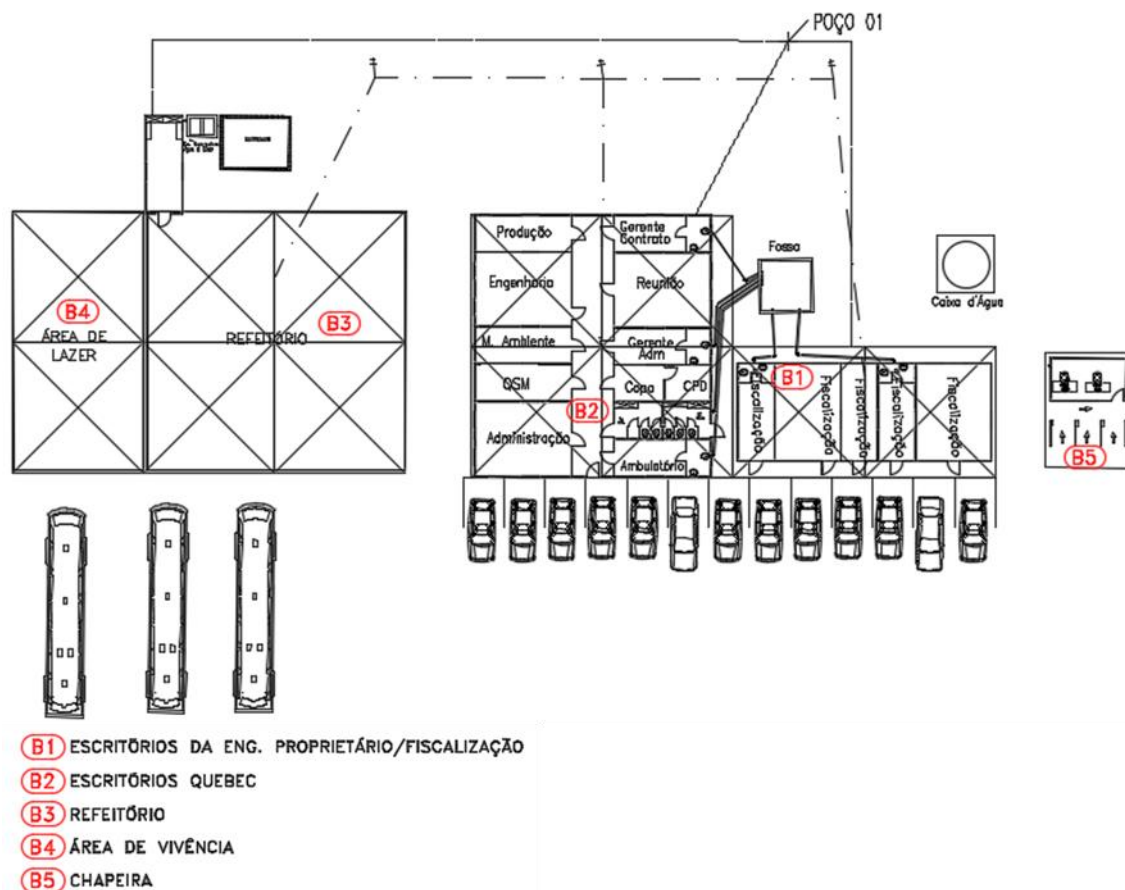 POÇO 01
Produção
Gerente
Contrato
Fossa
Engenharia
Reunião
Caixa d'Água
B4
ÁREA DE
LAZER
REFEITÓRIO
B3
M. Ambiente
Gerente
Adm
QSM
Copa
CPD
B1
B2
Fiscalização
Fiscalização
Fiscalização
Fiscalização
Fiscalização
Administração
Ambulatório
B5
B1 ESCRITÓRIOS DA ENG. PROPRIETÁRIO/FISCALIZAÇÃO
B2 ESCRITÓRIOS QUEBEC
B3 REFEITÓRIO
B4 ÁREA DE VIVÊNCIA
B5 CHAPEIRA